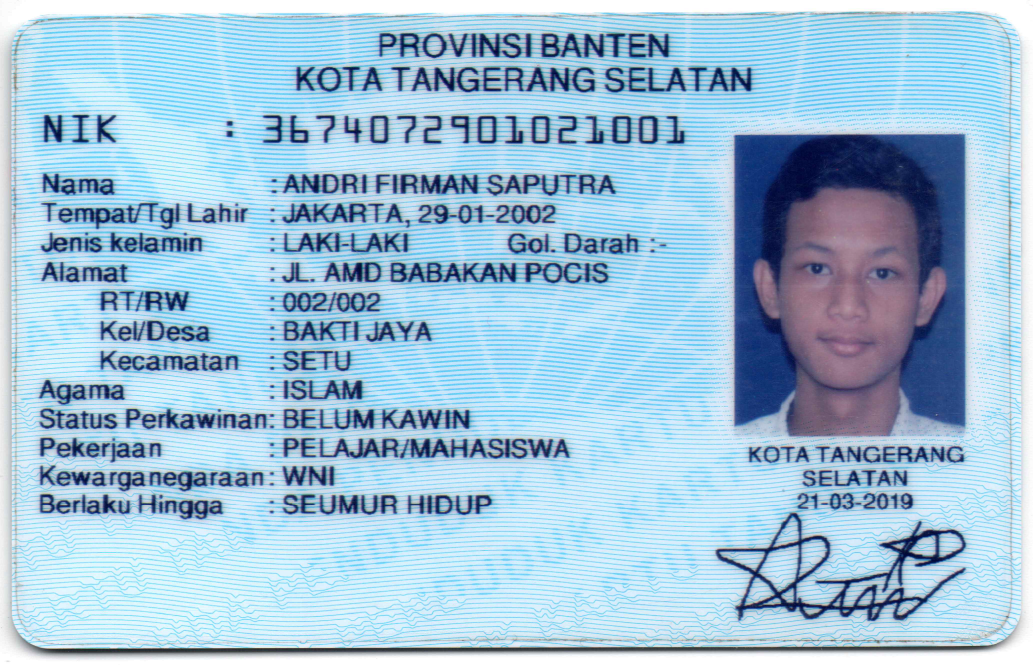 PROVINSI BANTEN
KOTA TANGERANG SELATAN
NIK : 3674072901021001
Nama : ANDRI FIRMAN SAPUTRA
Tempat/Tgl Lahir : JAKARTA, 29-01-2002
Jenis kelamin : LAKI-LAKI Gol. Darah :-
Alamat : JL. AMD BABAKAN POCIS
RT/RW : 002/002
Kel/Desa : BAKTI JAYA
Kecamatan : SETU
Agama : ISLAM
Status Perkawinan: BELUM KAWIN
Pekerjaan : PELAJAR/MAHASISWA
Kewarganegaraan: WNI
Berlaku Hingga : SEUMUR HIDUP
KOTA TANGERANG
SELATAN
21-03-2019